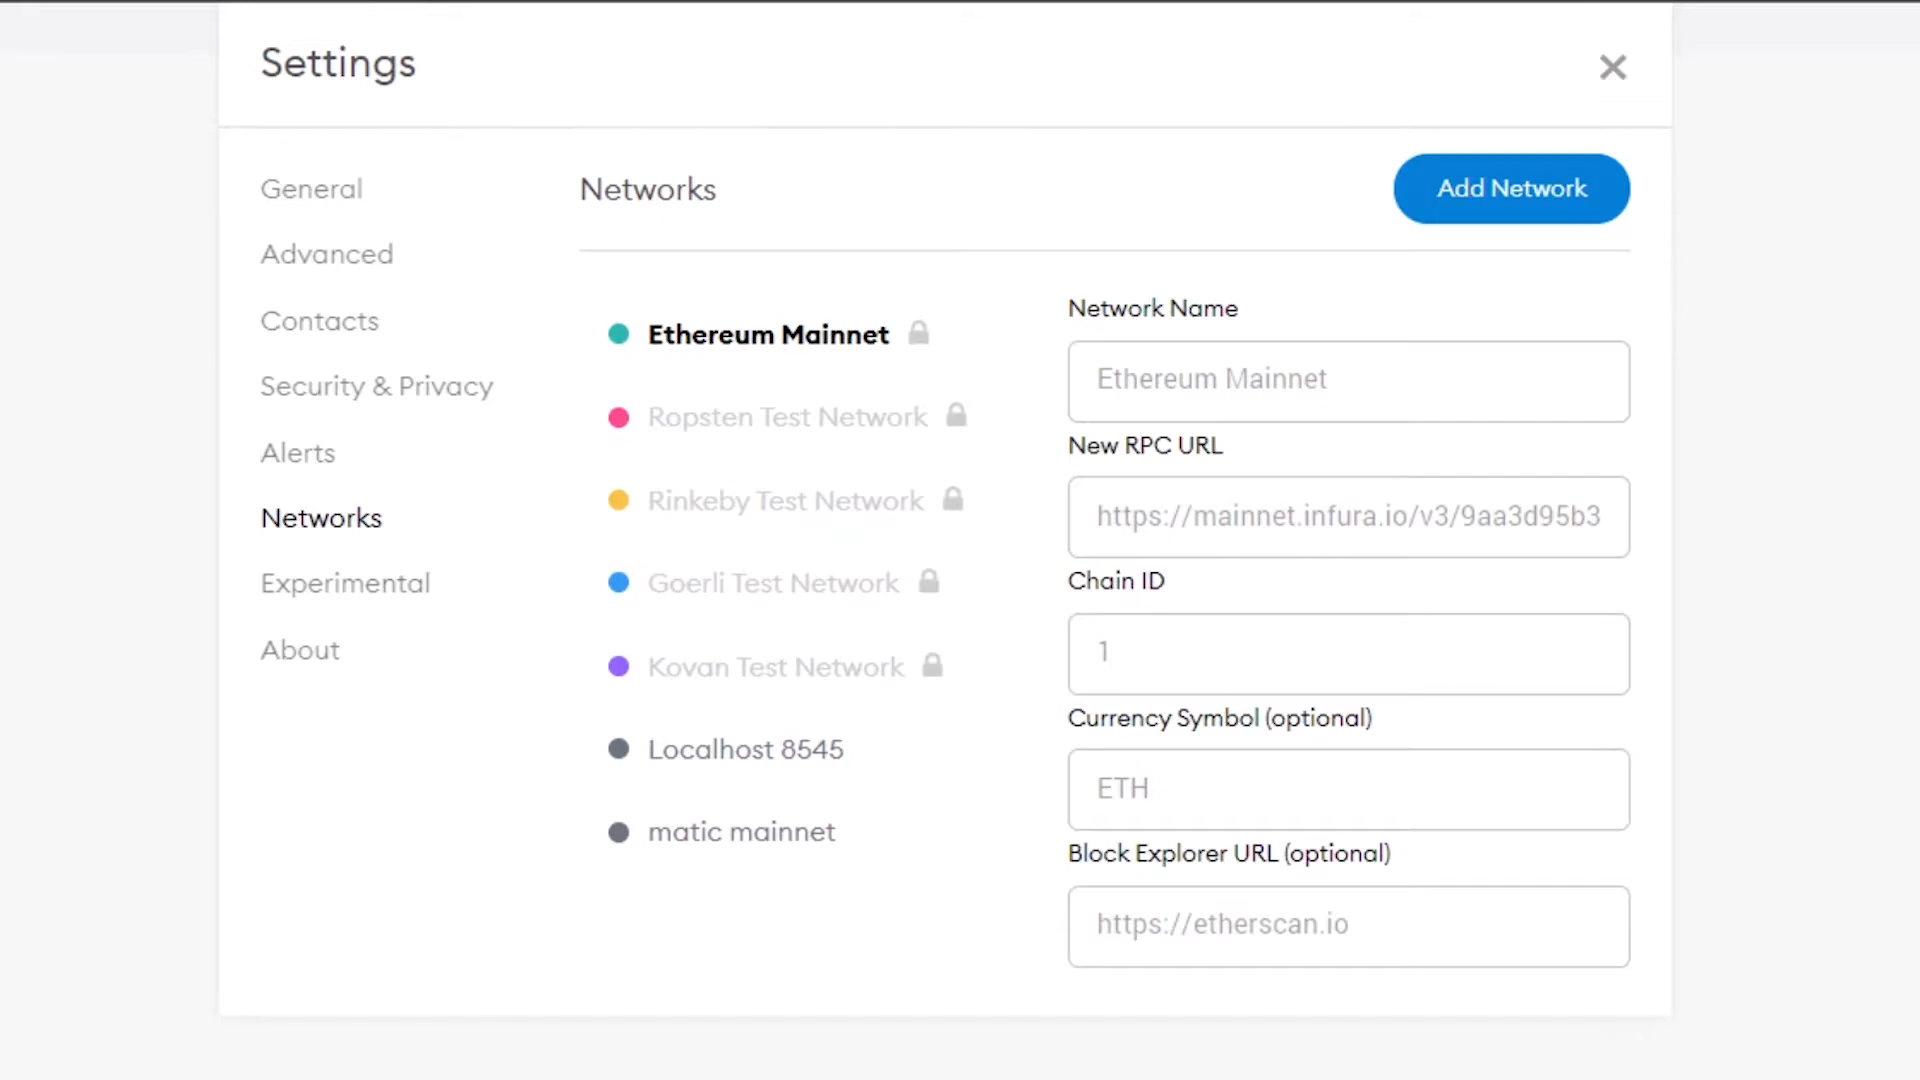 Settings
General
Advanced
Contacts
Security & Privacy
Alerts
Networks
Experimental
About
Networks
Add Network
Ethereum Mainnet
Ropsten Test Network
Rinkeby Test Network
Goerli Test Network
Kovan Test Network
Localhost 8545
matic mainnet
Network Name
Ethereum Mainnet
New RPC URL
https://mainnet.infura.io/v3/9aa3d95b3
Chain ID
1
Currency Symbol (optional)
ETH
Block Explorer URL (optional)
https://etherscan.io